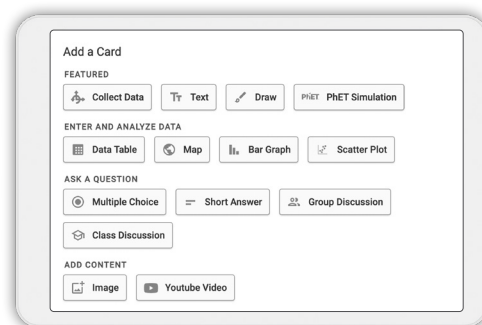 Add a Card
FEATURED
Collect Data Text Draw PhET PhET Simulation
ENTER AND ANALYZE DATA
Data Table Map Bar Graph Scatter Plot
ASK A QUESTION
Multiple Choice Short Answer Group Discussion
Class Discussion
ADD CONTENT
Image Youtube Video